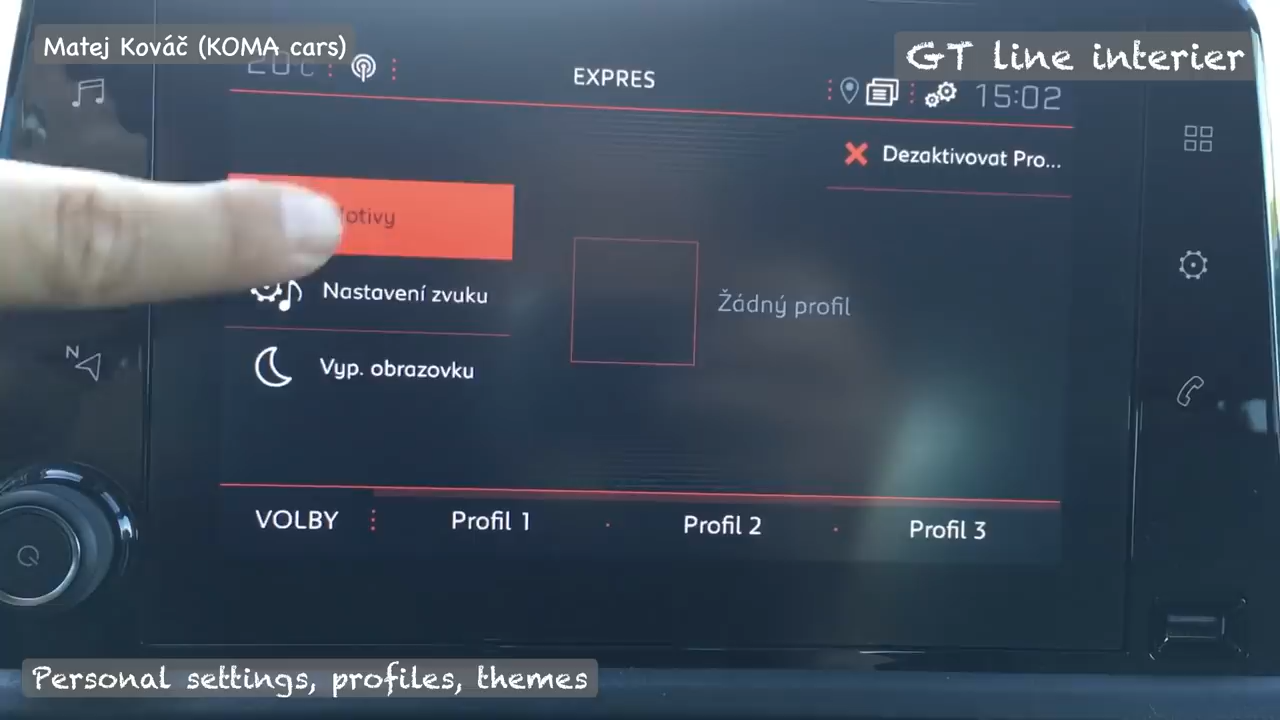 Matej Kováč (KOMA cars)
GT line interier
20°C
EXPRES
15:02
Dezaktivovat Pro...
Nastavení zvuku
Žádný profil
N
Vyp. obrazovku
VOLBY
Profil 1
Profil 2
Profil 3
Personal settings, profiles, themes